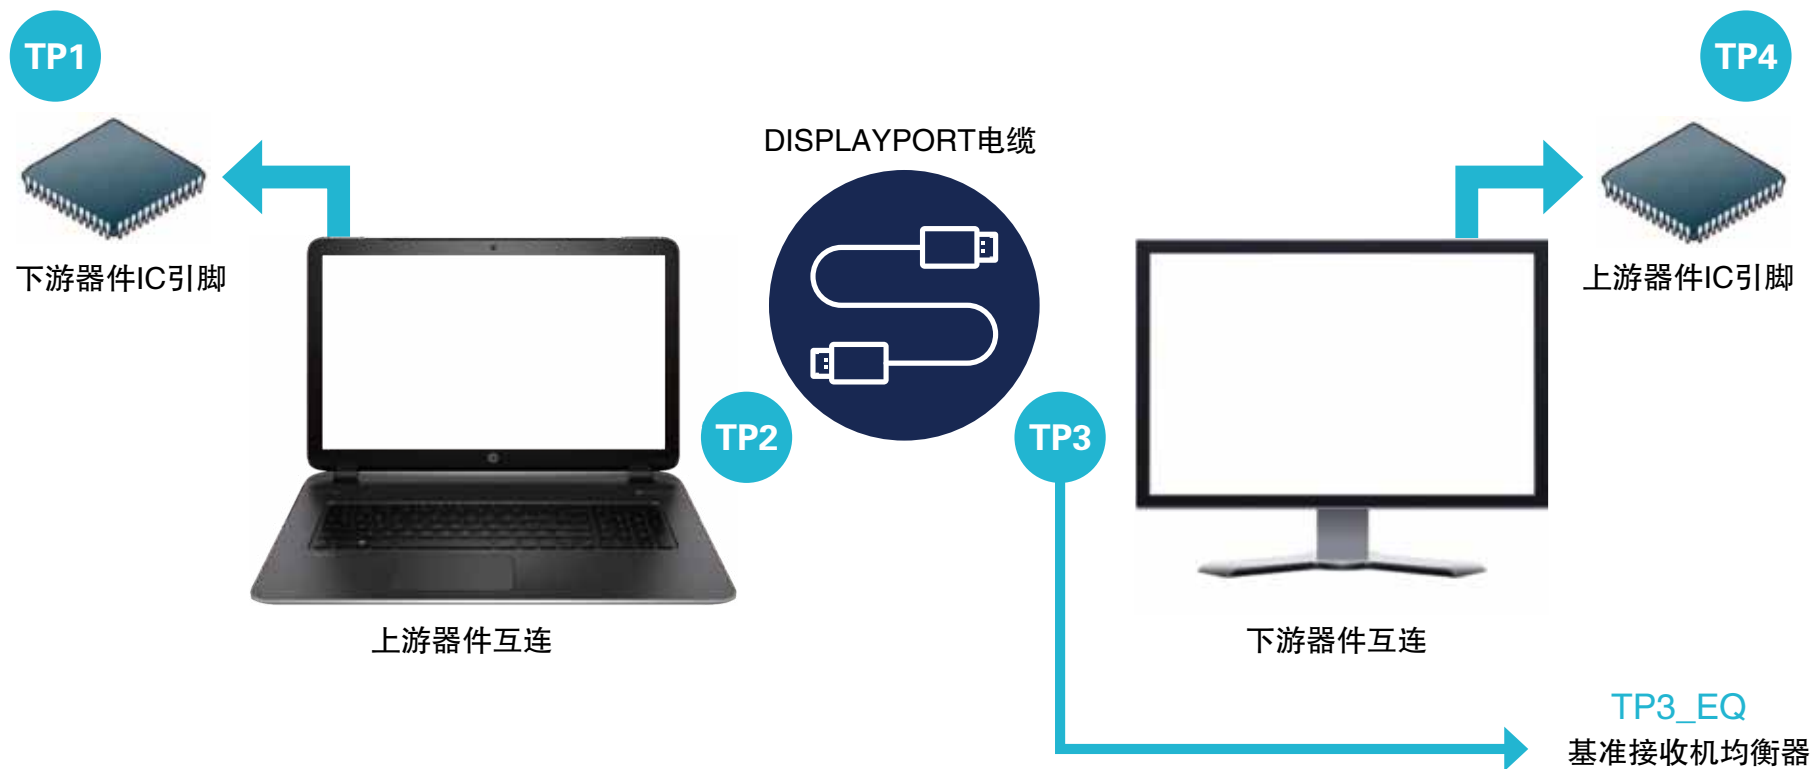 TP1
TP4
DISPLAYPORT电缆
下游器件IC引脚
上游器件IC引脚
TP2
TP3
上游器件互连
下游器件互连
TP3_EQ
基准接收机均衡器